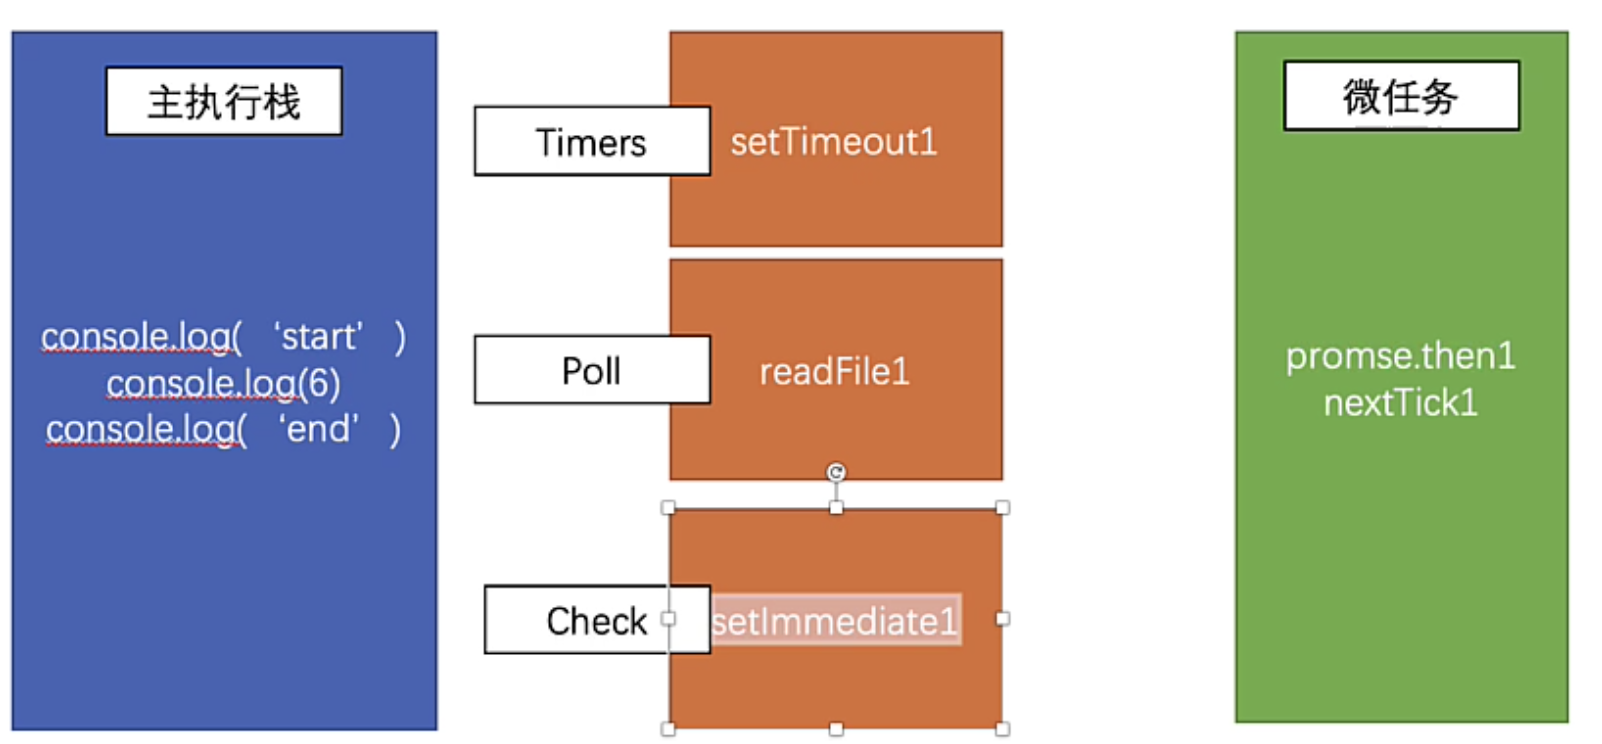 主执行栈
console.log( ‘start’ )
console.log(6)
console.log( ‘end’ )
Timers
setTimeout1
Poll
readFile1
Check
setImmediate1
微任务
promse.then1
nextTick1